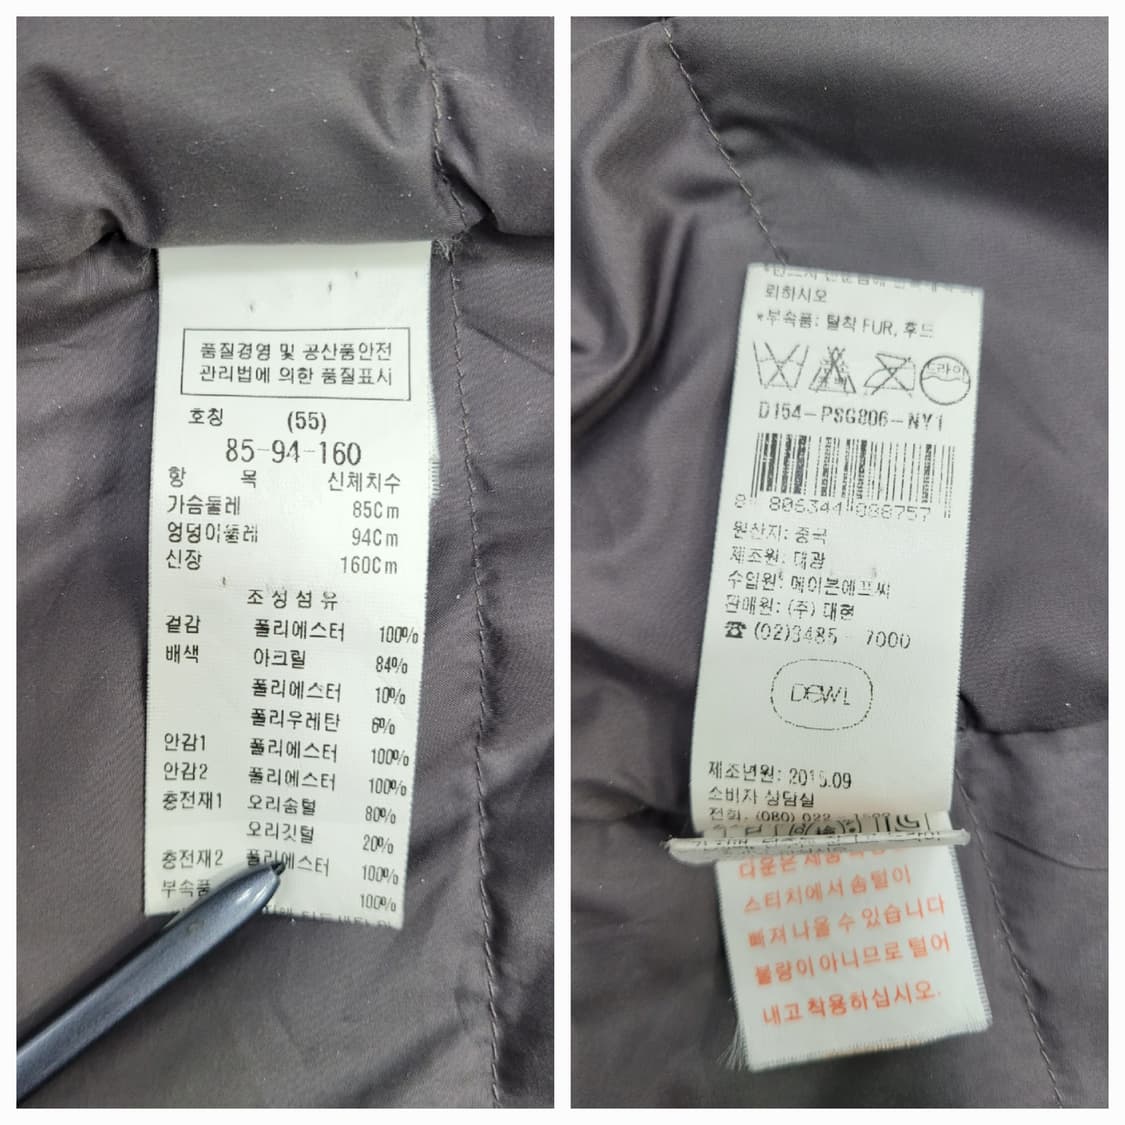 품질경영 및 공산품안전
관리법에 의한 품질표시
호칭 (55)
85-94-160
항 목 신체치수
가슴둘레 85Cm
엉덩이둘레 94Cm
신장 160Cm
조성섬유
겉감 폴리에스터 100%
배색 아크릴 84%
폴리에스터 10%
폴리우레탄 6%
안감1 폴리에스터 100%
안감2 폴리에스터 100%
충전재1 오리솜털 80%
오리깃털 20%
충전재2 폴리에스터 100%
부속품 100%
뢰하시오
*부속품: 탈착 FUR, 후드
드라이
D154-PSG806-NY1
8 806344 088757
원산지: 중국
제조원: 대광
수입원: 메이븐에프씨
판매원: (주) 대현
☎ (02)3485-7000
DEWL
제조년원: 2015.09
소비자 상담실
전화. (080) 022
다운은 제품
스티치에서 솜털이
빠져 나올 수 있습니다
불량이 아니므로 털어
내고 착용하십시오.